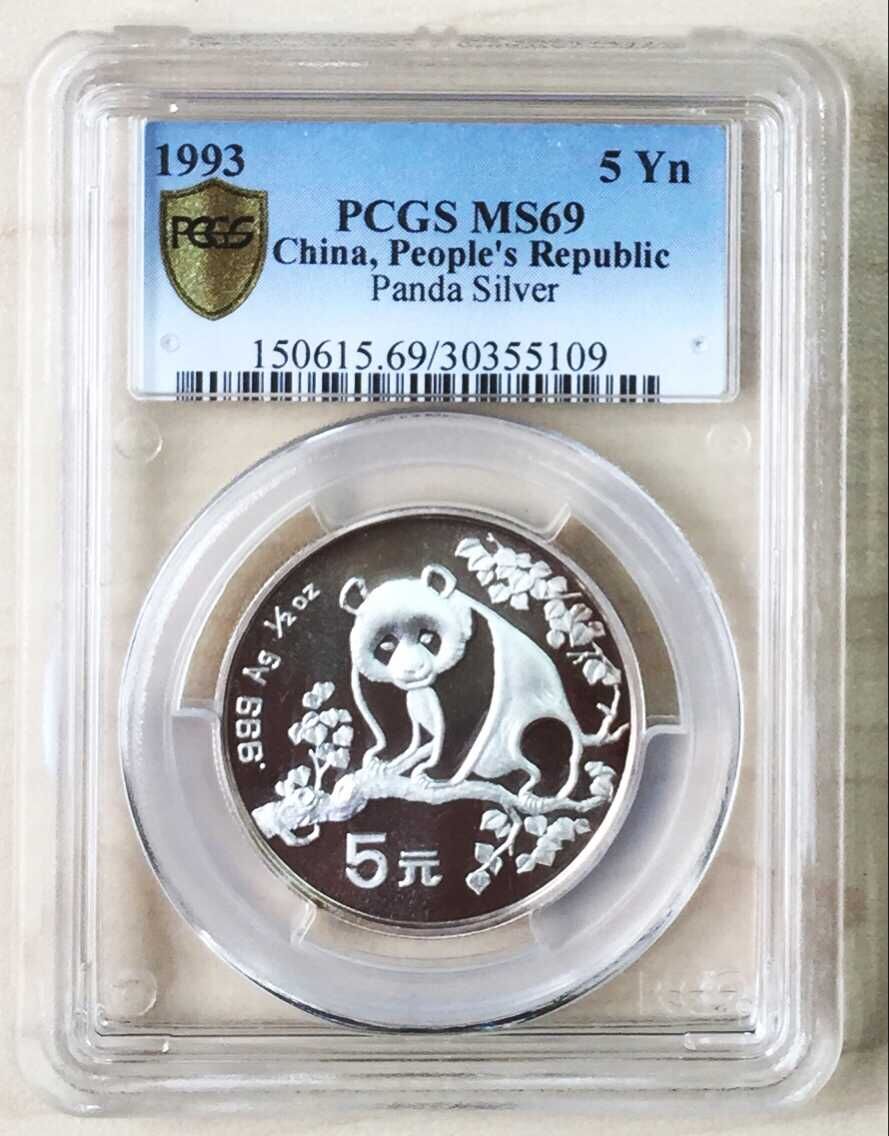 1993
5 Yn
PCGS
PCGS MS69
China, People's Republic
Panda Silver
150615.69/30355109
.999 Ag 1/2 oz
5元